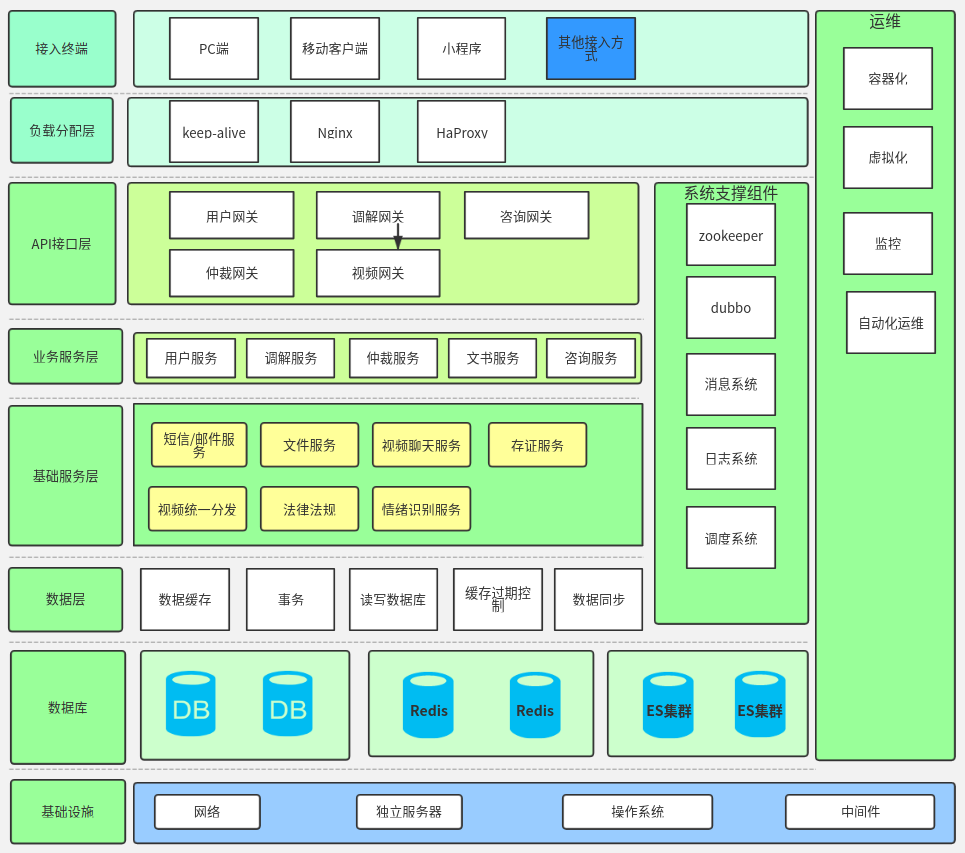 接入终端
PC端
移动客户端
小程序
其他接入方
式
负载分配层
keep-alive
Nginx
HaProxy
API接口层
用户网关
调解网关
咨询网关
仲裁网关
视频网关
业务服务层
用户服务
调解服务
仲裁服务
文书服务
咨询服务
基础服务层
短信/邮件服
务
文件服务
视频聊天服务
存证服务
视频统一分发
法律法规
情绪识别服务
数据层
数据缓存
事务
读写数据库
缓存过期控
制
数据同步
系统支撑组件
zookeeper
dubbo
消息系统
日志系统
调度系统
运维
容器化
虚拟化
监控
自动化运维
数据库
DB
DB
Redis
Redis
ES集群
ES集群
基础设施
网络
独立服务器
操作系统
中间件